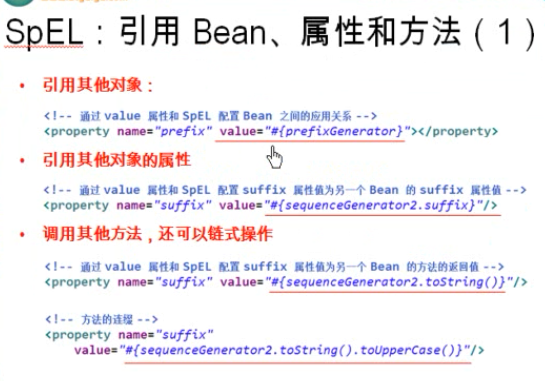 SpEL：引用 Bean、属性和方法（1）
• 引用其他对象：
<!-- 通过 value 属性和 SpEL 配置 Bean 之间的应用关系 -->
<property name="prefix" value="#{prefixGenerator}"></property>
• 引用其他对象的属性
<!-- 通过 value 属性和 SpEL 配置 suffix 属性值为另一个 Bean 的 suffix 属性值 -->
<property name="suffix" value="#{sequenceGenerator2.suffix}"/>
• 调用其他方法，还可以链式操作
<!-- 通过 value 属性和 SpEL 配置 suffix 属性值为另一个 Bean 的方法的返回值 -->
<property name="suffix" value="#{sequenceGenerator2.toString()}"/>
<!-- 方法的连缀 -->
<property name="suffix"
value="#{sequenceGenerator2.toString().toUpperCase()}"/>